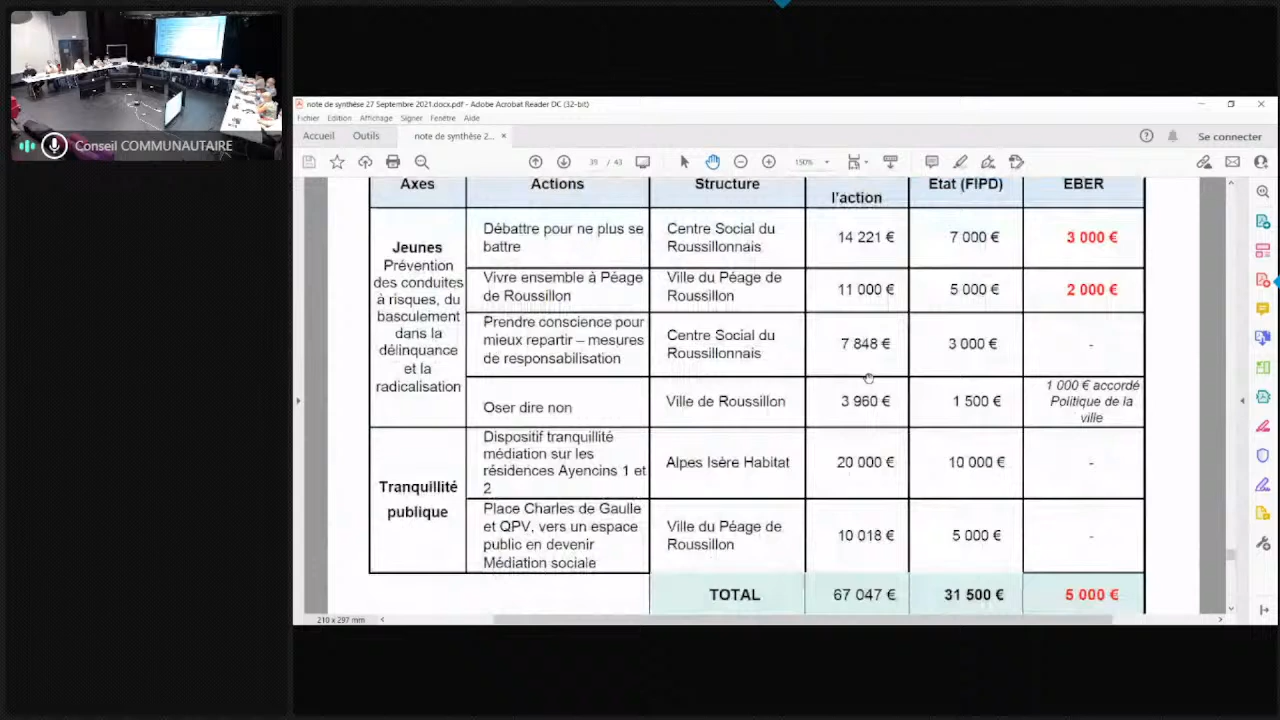 Conseil COMMUNAUTAIRE
note de synthèse 27 Septembre 2021.docx.pdf - Adobe Acrobat Reader DC (32-bit)
Fichier Edition Affichage Signer Fenêtre Aide
Accueil Outils note de synthèse 2... × Se connecter
39 / 43 150%
Axes Actions Structure l'action Etat (FIPD) EBER
Jeunes
Prévention
des conduites
à risques, du
basculement
dans la
délinquance
et la
radicalisation
Débattre pour ne plus se
battre
Centre Social du
Roussillonnais
14 221 € 7 000 € 3 000 €
Vivre ensemble à Péage
de Roussillon
Ville du Péage de
Roussillon
11 000 € 5 000 € 2 000 €
Prendre conscience pour
mieux repartir – mesures
de responsabilisation
Centre Social du
Roussillonnais
7 848 € 3 000 € -
Oser dire non
Ville de Roussillon
3 960 € 1 500 €
1 000 € accordé
Politique de la
ville
Tranquillité
publique
Dispositif tranquillité
médiation sur les
résidences Ayencins 1 et
2
Alpes Isère Habitat
20 000 € 10 000 € -
Place Charles de Gaulle
et QPV, vers un espace
public en devenir
Médiation sociale
Ville du Péage de
Roussillon
10 018 € 5 000 € -
TOTAL 67 047 € 31 500 € 5 000 €
210 x 297 mm